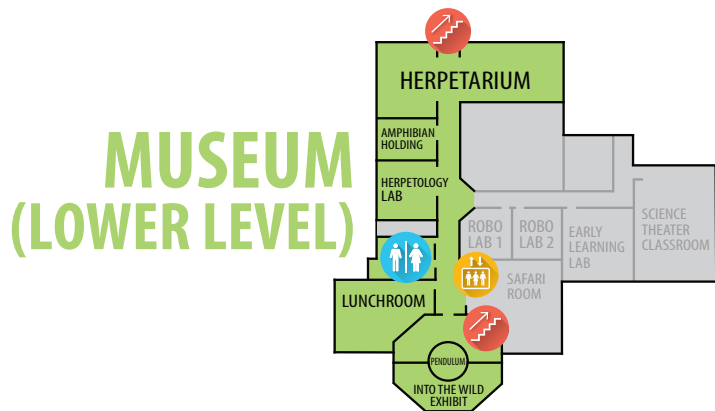 MUSEUM
(LOWER LEVEL)
HERPETARIUM
AMPHIBIAN
HOLDING
HERPETOLOGY
LAB
ROBO
LAB 1
ROBO
LAB 2
EARLY
LEARNING
LAB
SCIENCE
THEATER
CLASSROOM
SAFARI
ROOM
LUNCHROOM
PENDULUM
INTO THE WILD
EXHIBIT